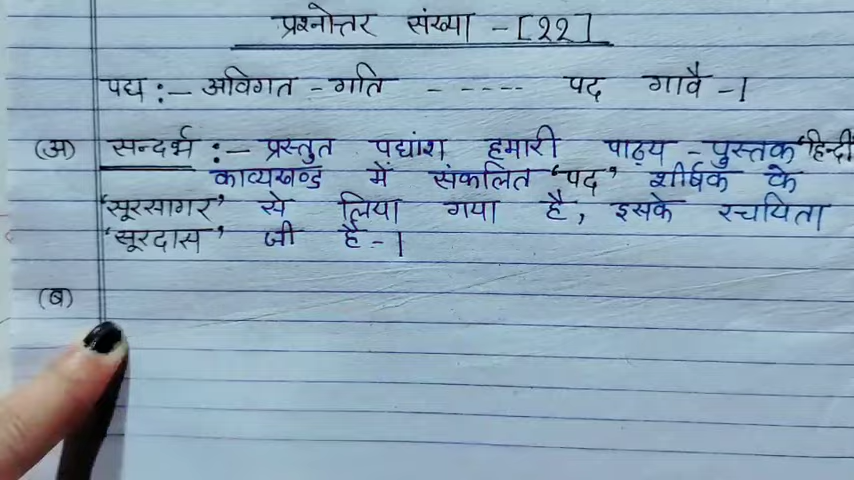 प्रश्नोत्तर संख्या - [22]
पद्य :- अविगत - गति ------ पद गावै -।
(अ) सन्दर्भ :- प्रस्तुत पद्यांश हमारी पाठ्य - पुस्तक 'हिन्दी
काव्यखण्ड में संकलित 'पद' शीर्षक के
'सूरसागर' से लिया गया है, इसके रचयिता
'सूरदास' जी हैं -।
(ब)